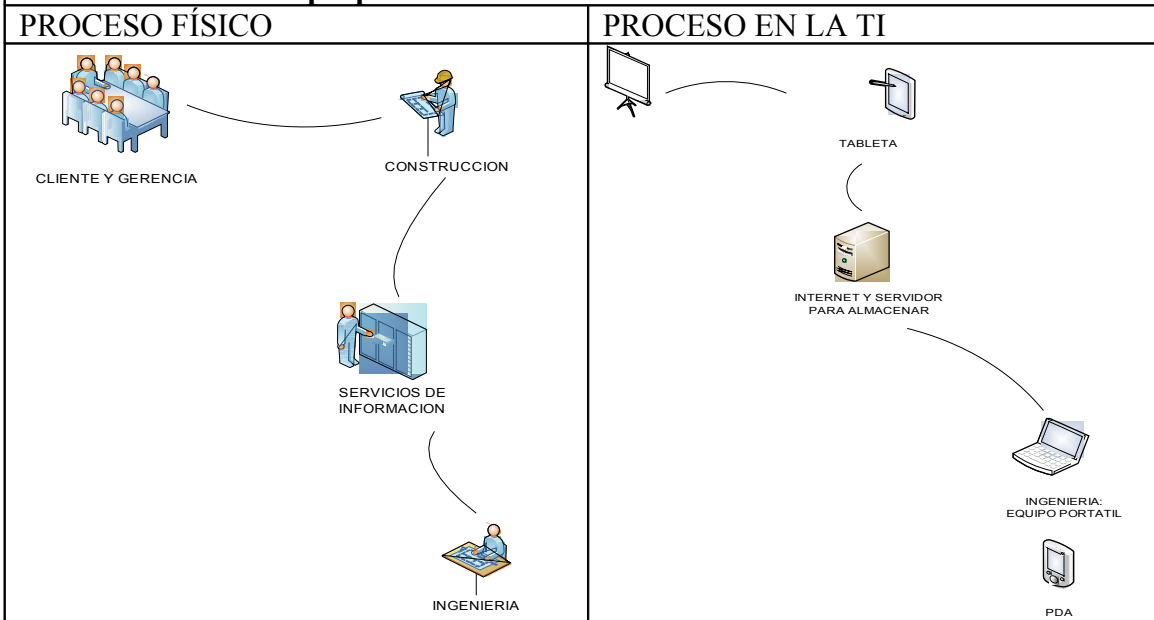 PROCESO FÍSICO
PROCESO EN LA TI
CLIENTE Y GERENCIA
CONSTRUCCION
SERVICIOS DE
INFORMACION
INGENIERIA
TABLETA
INTERNET Y SERVIDOR
PARA ALMACENAR
INGENIERIA:
EQUIPO PORTATIL
PDA